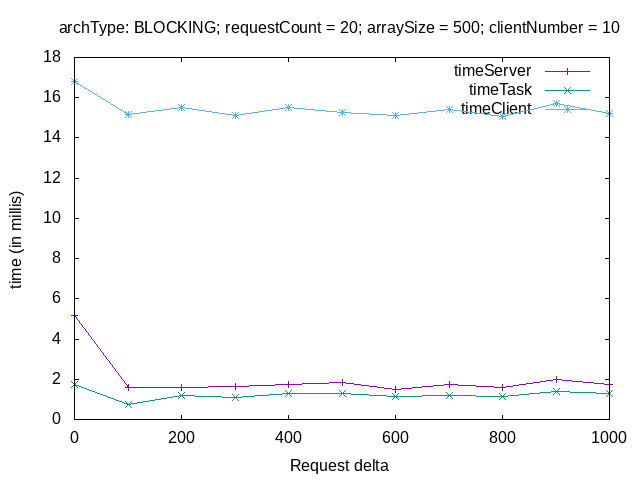 archType: BLOCKING; requestCount = 20; arraySize = 500; clientNumber = 10
18
16
14
12
10
8
6
4
2
0
time (in millis)
timeServer
timeTask
timeClient
0 200 400 600 800 1000
Request delta